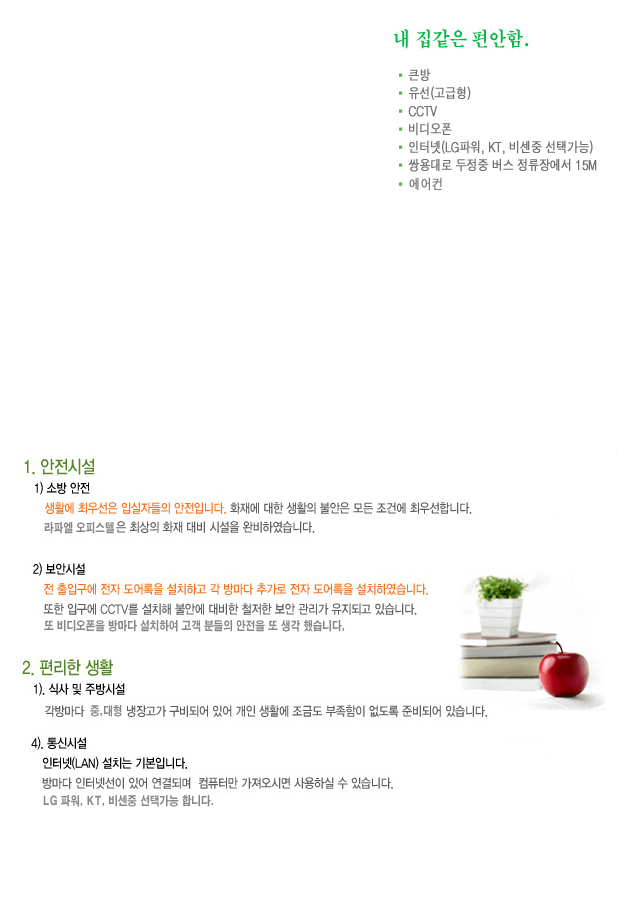 내 집같은 편안함.
큰방
유선(고급형)
CCTV
비디오폰
인터넷(LG파워, KT, 비센중 선택가능)
쌍용대로 두정중 버스 정류장에서 15M
에어컨
1. 안전시설
1) 소방 안전
생활에 최우선은 입실자들의 안전입니다. 화재에 대한 생활의 불안은 모든 조건에 최우선합니다.
라파엘 오피스텔은 최상의 화재 대비 시설을 완비하였습니다.
2) 보안시설
전 출입구에 전자 도어록을 설치하고 각 방마다 추가로 전자 도어록을 설치하였습니다.
또한 입구에 CCTV를 설치해 불안에 대비한 철저한 보안 관리가 유지되고 있습니다.
또 비디오폰을 방마다 설치하여 고객 분들의 안전을 또 생각 했습니다.
2. 편리한 생활
1). 식사 및 주방시설
각방마다 중,대형 냉장고가 구비되어 있어 개인 생활에 조금도 부족함이 없도록 준비되어 있습니다.
4). 통신시설
인터넷(LAN) 설치는 기본입니다.
방마다 인터넷선이 있어 연결되며 컴퓨터만 가져오시면 사용하실 수 있습니다.
LG 파워, KT, 비센중 선택가능 합니다.